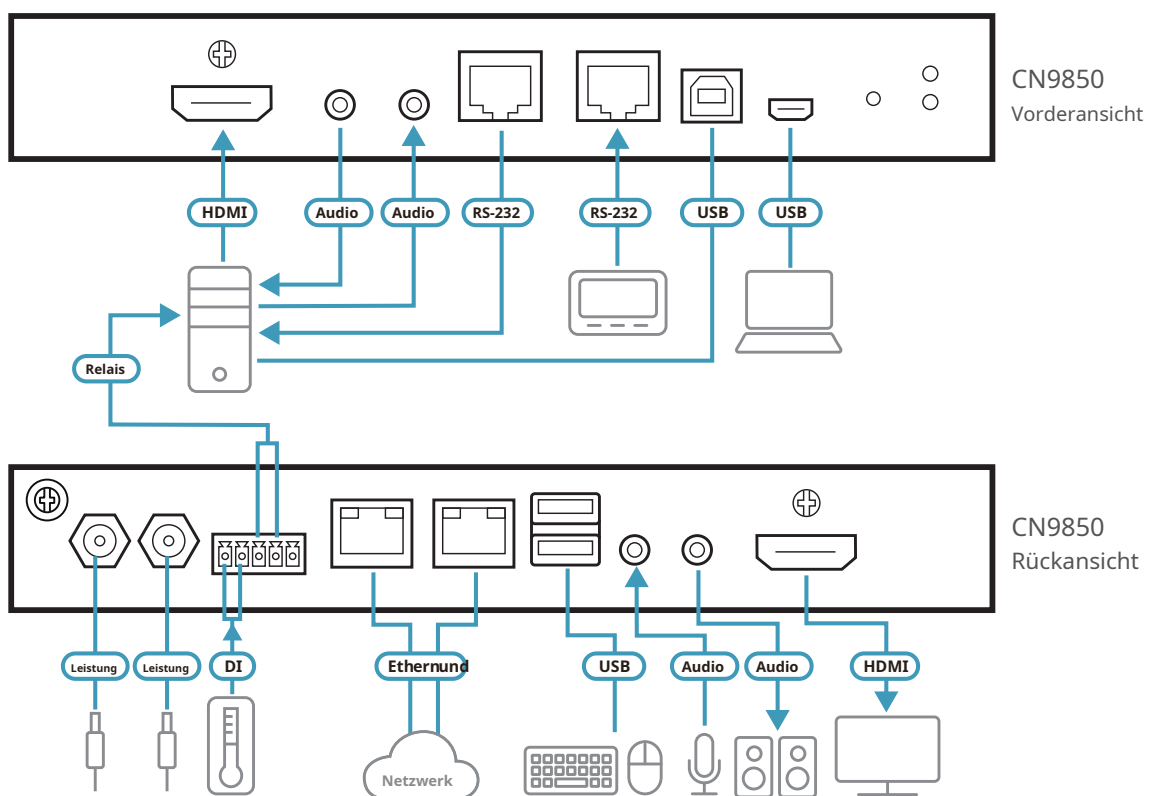 CN9850
Vorderansicht
HDMI
Audio
Audio
RS-232
RS-232
USB
USB
Relais
CN9850
Rückansicht
Leistung
Leistung
DI
Ethernund
USB
Audio
Audio
HDMI
Netzwerk